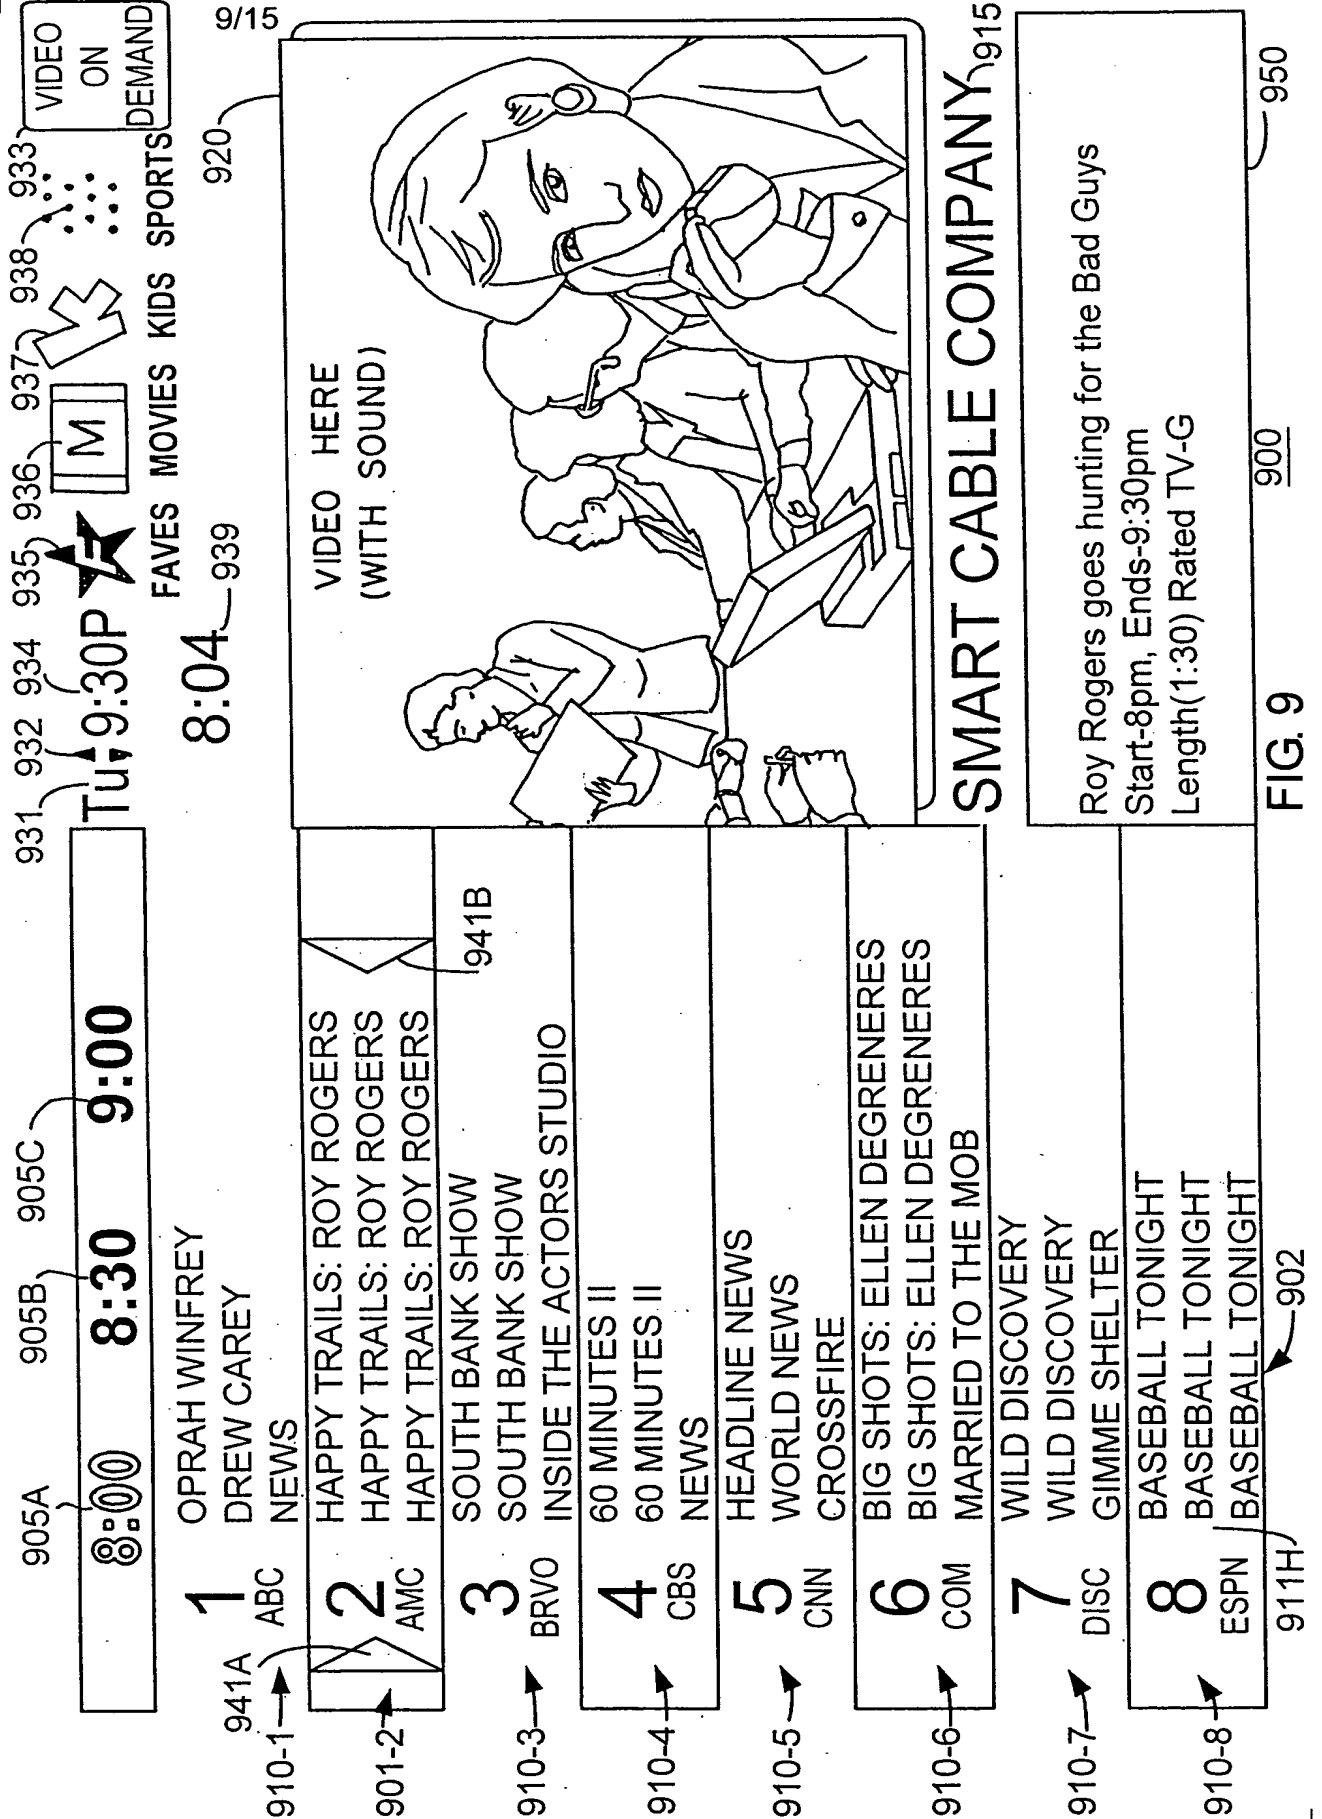 905A
905B
905C
931
932
934
935
936
937
938
933
8:00
8:30
9:00
Tu
9:30P
F
M
VIDEO
ON
DEMAND
FAVES MOVIES KIDS SPORTS
8:04
939
920
9/15
910-1
1
ABC
OPRAH WINFREY
DREW CAREY
NEWS
941A
901-2
2
AMC
HAPPY TRAILS: ROY ROGERS
HAPPY TRAILS: ROY ROGERS
HAPPY TRAILS: ROY ROGERS
941B
910-3
3
BRVO
SOUTH BANK SHOW
SOUTH BANK SHOW
INSIDE THE ACTORS STUDIO
910-4
4
CBS
60 MINUTES II
60 MINUTES II
NEWS
910-5
5
CNN
HEADLINE NEWS
WORLD NEWS
CROSSFIRE
910-6
6
COM
BIG SHOTS: ELLEN DEGRENERES
BIG SHOTS: ELLEN DEGRENERES
MARRIED TO THE MOB
910-7
7
DISC
WILD DISCOVERY
WILD DISCOVERY
GIMME SHELTER
910-8
8
ESPN
BASEBALL TONIGHT
BASEBALL TONIGHT
BASEBALL TONIGHT
911H
902
VIDEO HERE
(WITH SOUND)
SMART CABLE COMPANY
915
Roy Rogers goes hunting for the Bad Guys
Start-8pm, Ends-9:30pm
Length(1:30) Rated TV-G
950
900
FIG. 9